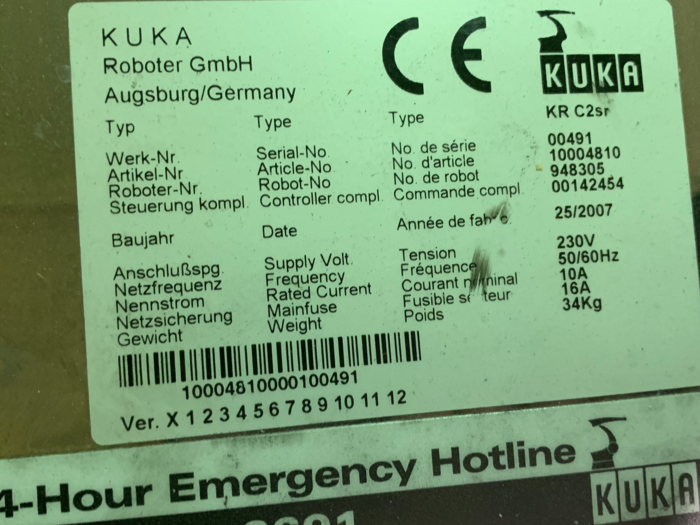 KUKA
Roboter GmbH
Augsburg/Germany
CE
KUKA
Typ Type Type KR C2sr
Werk-Nr. Serial-No. No. de série 00491
Artikel-Nr. Article-No. No. d'article 10004810
Roboter-Nr. Robot-No No. de robot 948305
Steuerung kompl. Controller compl. Commande compl. 00142454
Baujahr Date Année de 25/2007
Anschlußspg. Supply Volt. Tension 230V
Netzfrequenz Frequency Fréquence 50/60Hz
Nennstrom Rated Current Courant 10A
Netzsicherung Mainfuse Fusible 16A
Gewicht Weight Poids 34Kg
10004810000100491
Ver. X 1 2 3 4 5 6 7 8 9 10 11 12
4-Hour Emergency Hotline
KUKA